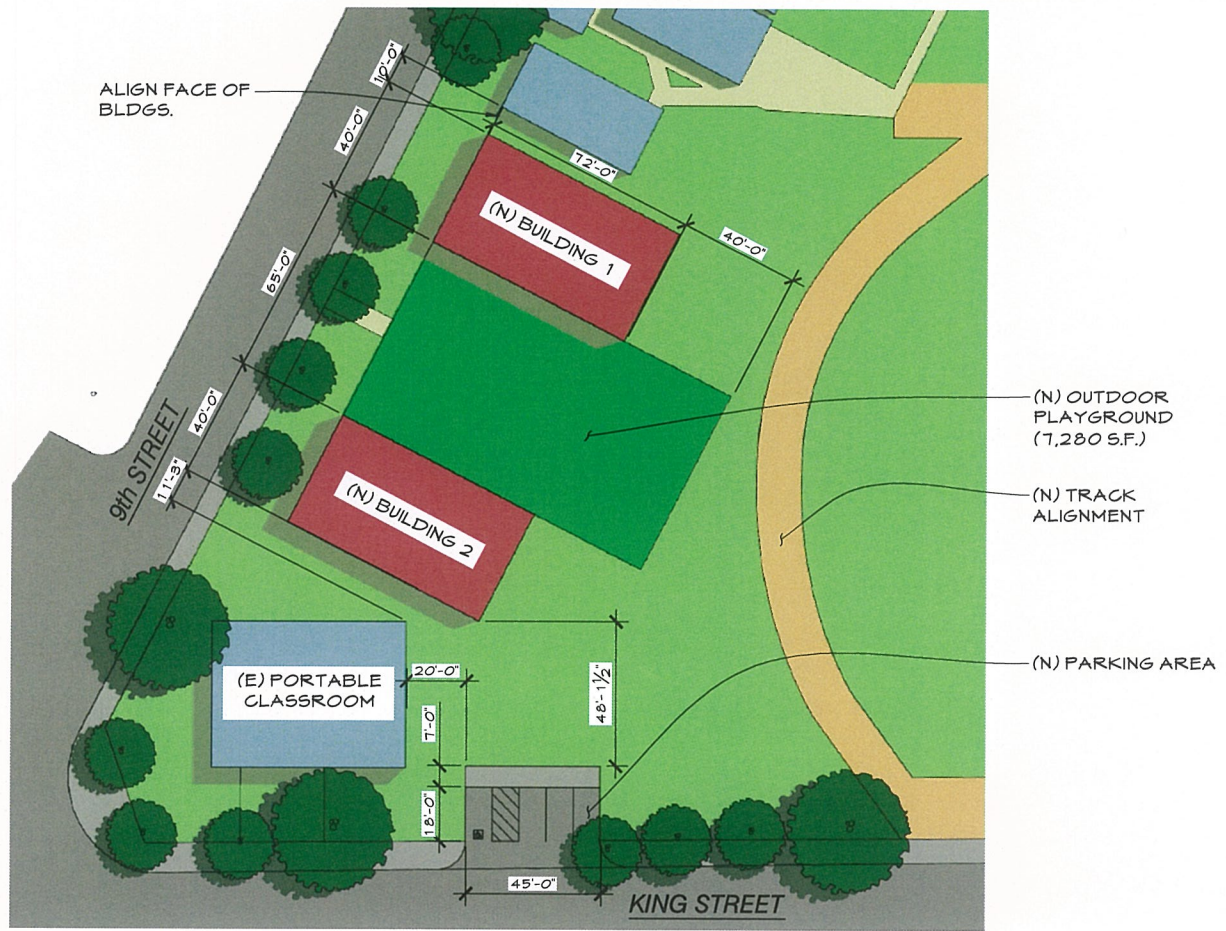 ALIGN FACE OF
BLDGS.
10'-0"
40'-0"
72'-0"
(N) BUILDING 1
40'-0"
65'-0"
40'-0"
9th STREET
11'-3"
(N) BUILDING 2
(N) OUTDOOR
PLAYGROUND
(7,280 S.F.)
(N) TRACK
ALIGNMENT
(E) PORTABLE
CLASSROOM
20'-0"
48'-1½"
(N) PARKING AREA
7'-0"
18'-0"
45'-0"
KING STREET